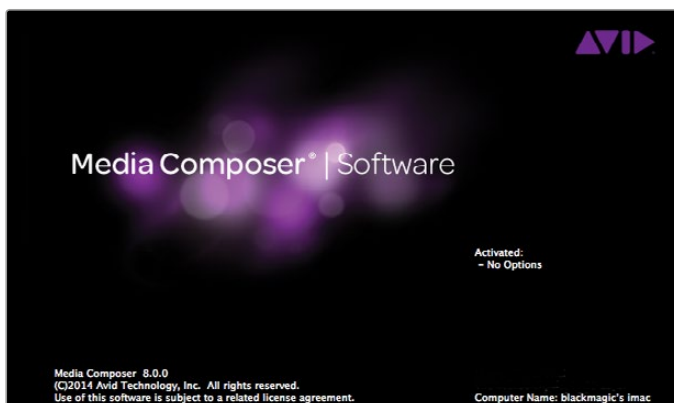 AVID
Media Composer® | Software
Activated:
– No Options
Media Composer 8.0.0
(C)2014 Avid Technology, Inc. All rights reserved.
Use of this software is subject to a related license agreement.
Computer Name: blackmagic's imac